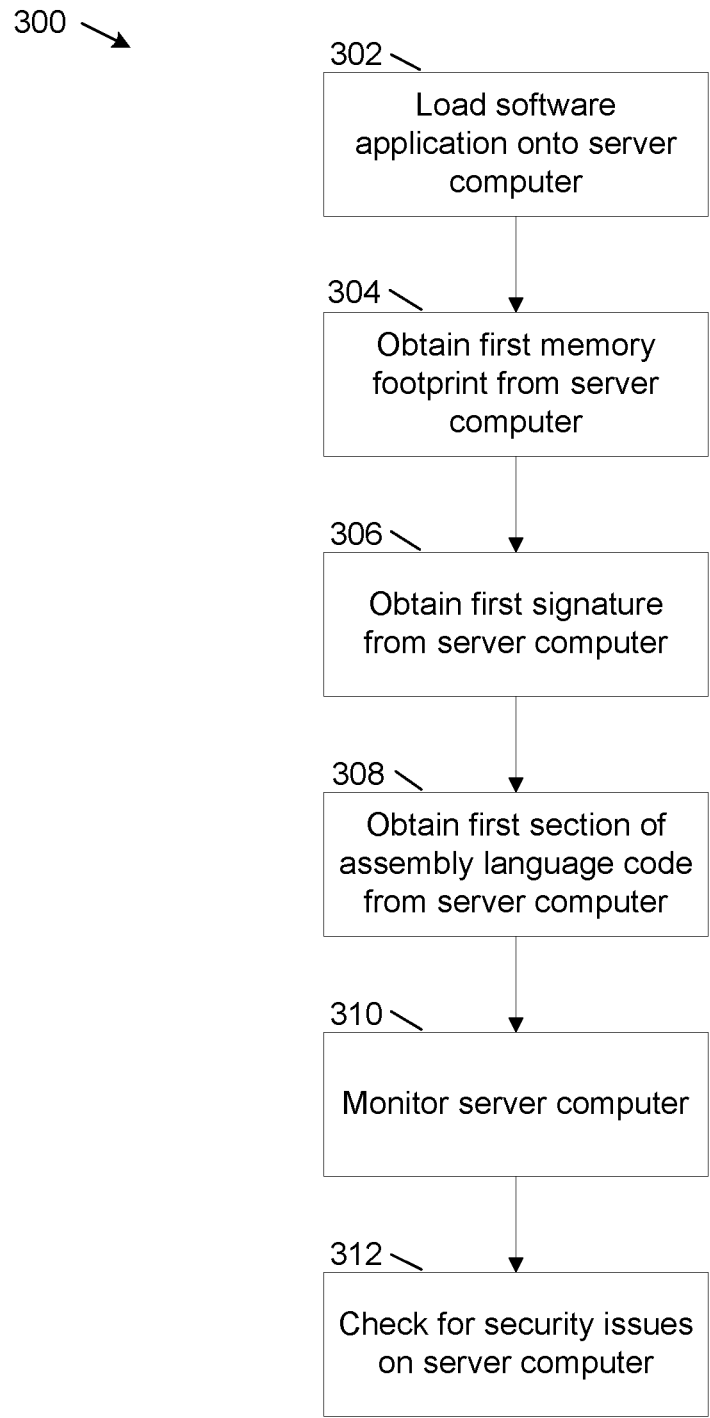 300
302
Load software
application onto server
computer
304
Obtain first memory
footprint from server
computer
306
Obtain first signature
from server computer
308
Obtain first section of
assembly language code
from server computer
310
Monitor server computer
312
Check for security issues
on server computer